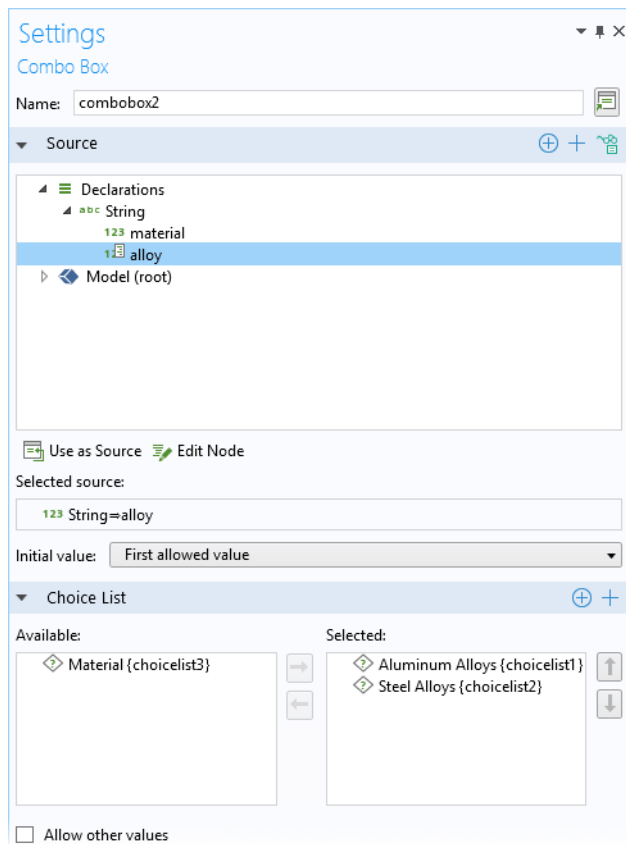 Settings
Combo Box
Name: combobox2
Source
Declarations
abc String
123 material
alloy
Model (root)
Use as Source Edit Node
Selected source:
123 String⇒alloy
Initial value: First allowed value
Choice List
Available: Selected:
Material {choicelist3} Aluminum Alloys {choicelist1}
Steel Alloys {choicelist2}
Allow other values